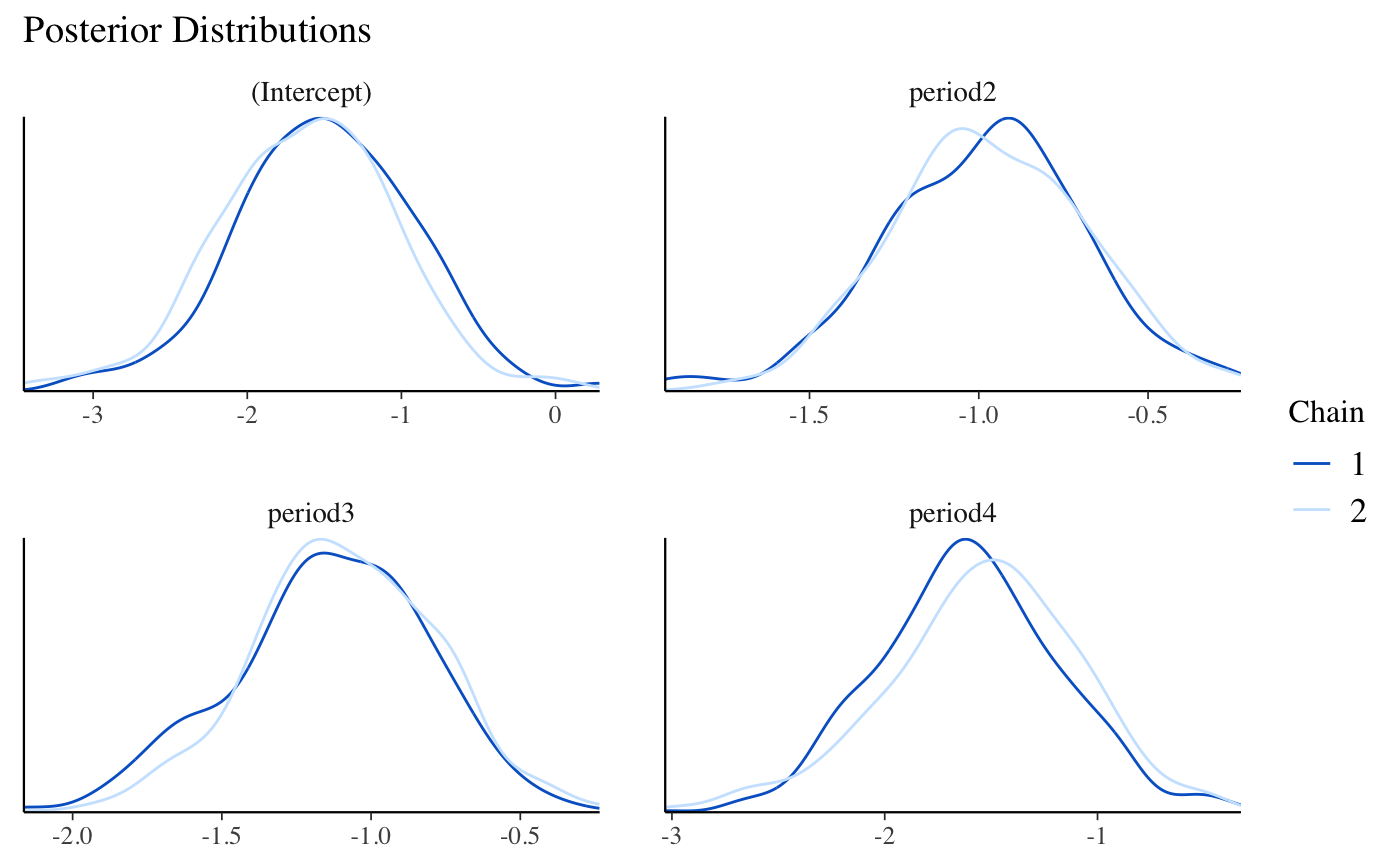 Posterior Distributions
(Intercept)
period2
-3 -2 -1 0
-1.5 -1.0 -0.5
Chain
1
2
period3
period4
-2.0 -1.5 -1.0 -0.5
-3 -2 -1